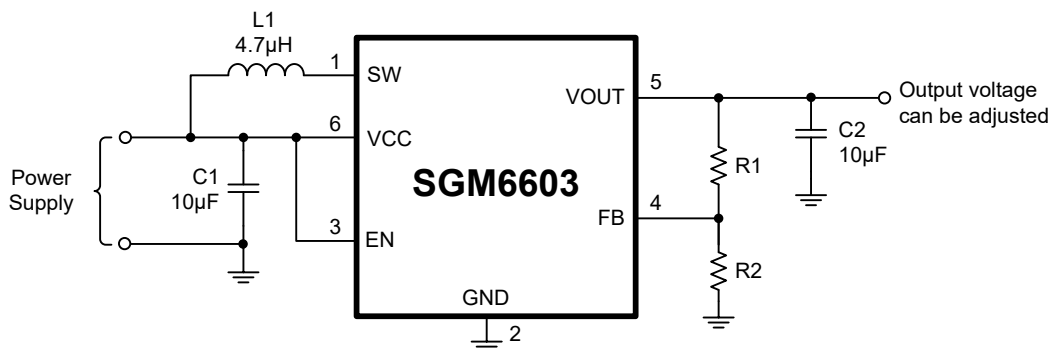 L1
4.7µH
1
SW
5
VOUT
Output voltage
can be adjusted
6
VCC
C2
10µF
R1
Power
Supply
C1
10µF
SGM6603
4
FB
3
EN
R2
GND
2